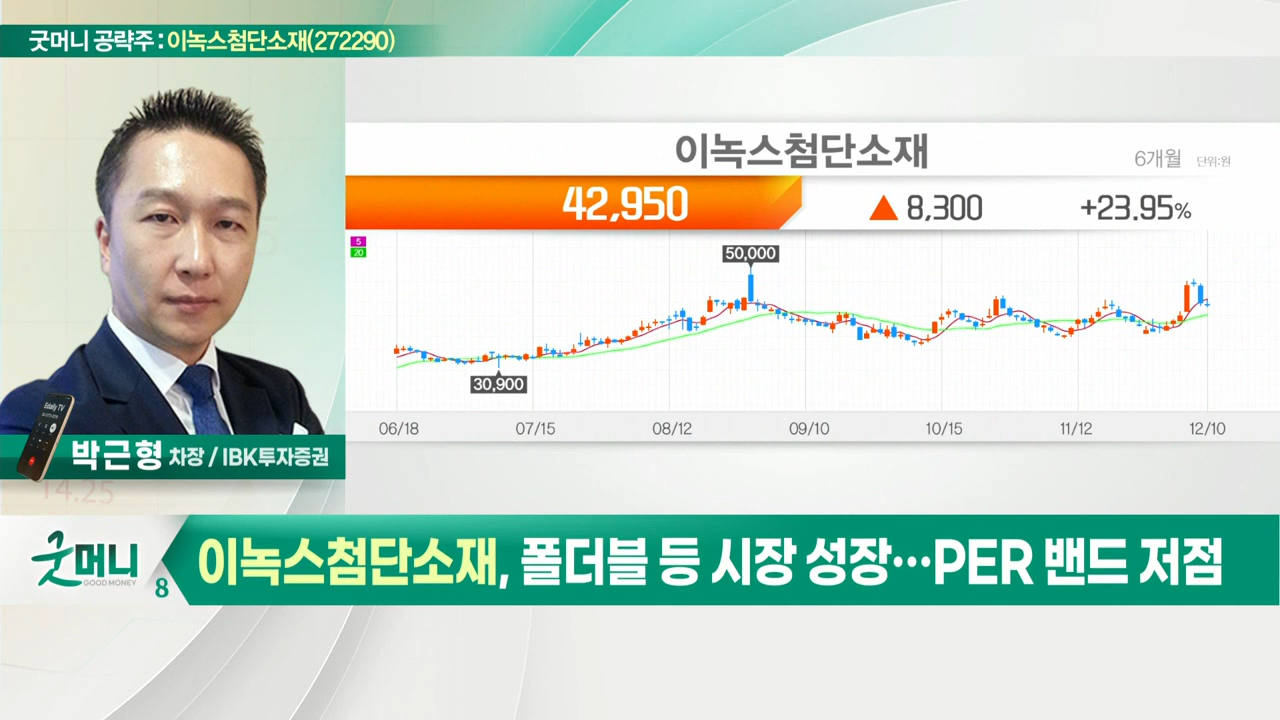 굿머니 공략주 : 이녹스첨단소재(272290)
이녹스첨단소재
6개월 단위:원
42,950 ▲ 8,300 +23.95%
5
20
50,000
30,900
06/18 07/15 08/12 09/10 10/15 11/12 12/10
Edaily TV
박근형 차장 / IBK투자증권
14.25
굿머니
GOOD MONEY
8
이녹스첨단소재, 폴더블 등 시장 성장…PER 밴드 저점